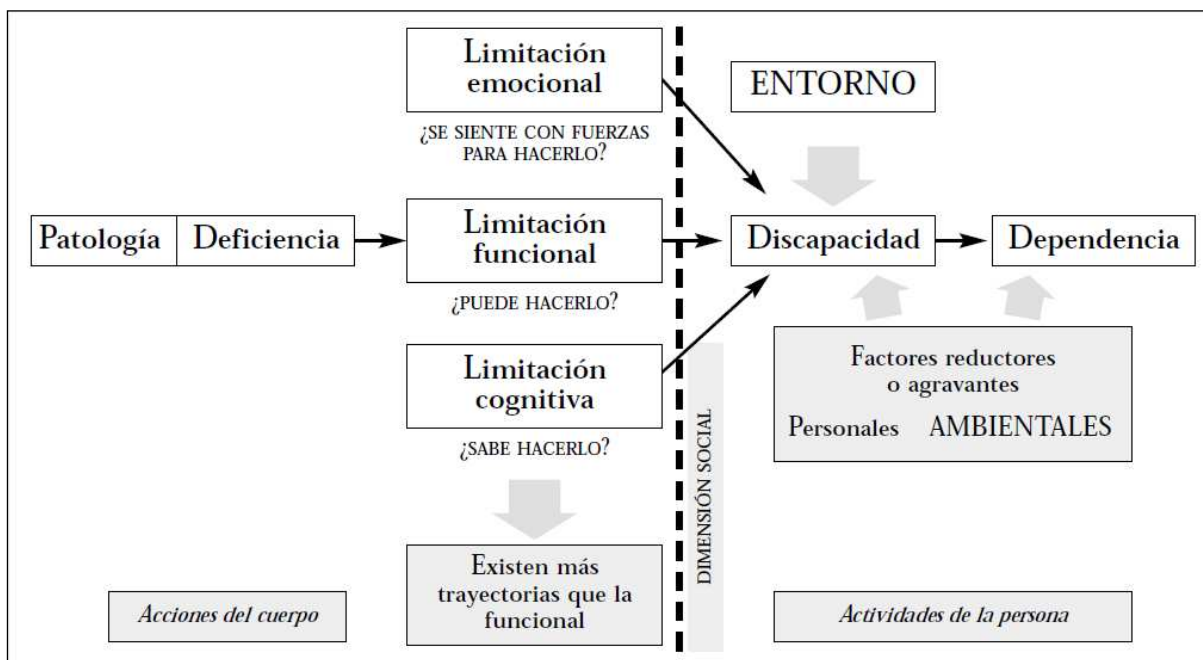 Limitación
emocional
¿SE SIENTE CON FUERZAS
PARA HACERLO?
ENTORNO
Patología
Deficiencia
Limitación
funcional
¿PUEDE HACERLO?
Discapacidad
Dependencia
Limitación
cognitiva
¿SABE HACERLO?
DIMENSIÓN SOCIAL
Factores reductores
o agravantes
Personales AMBIENTALES
Existen más
trayectorias que la
funcional
Acciones del cuerpo
Actividades de la persona